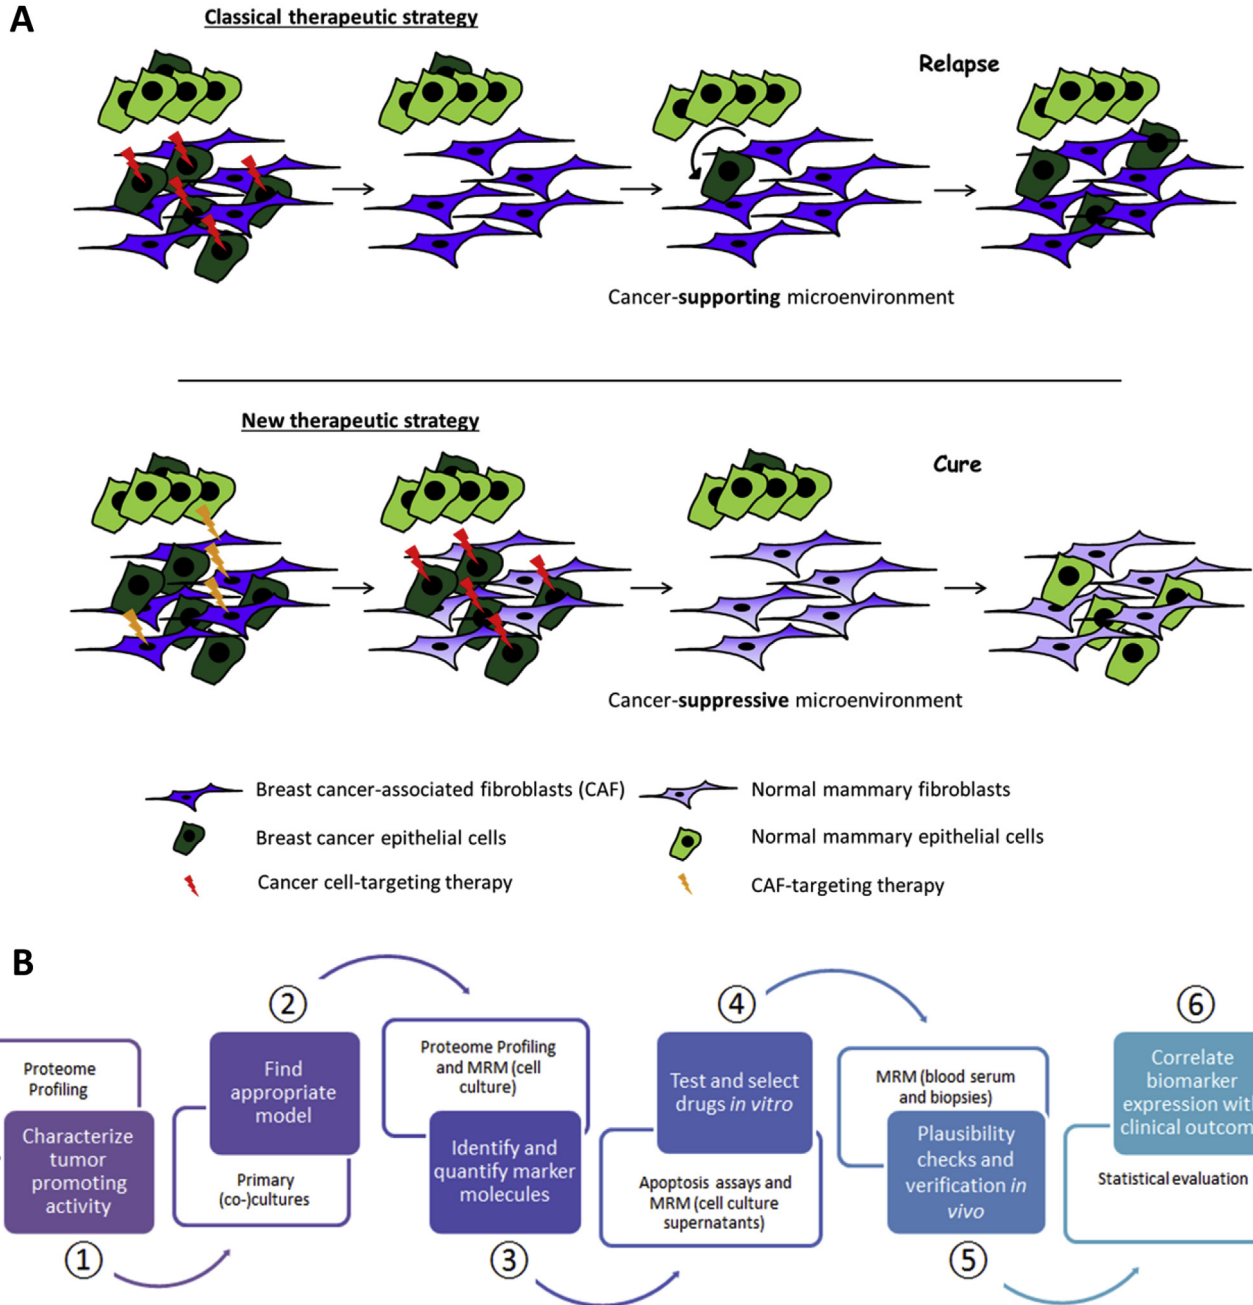 A
Classical therapeutic strategy
Relapse
Cancer-supporting microenvironment
New therapeutic strategy
Cure
Cancer-suppressive microenvironment
Breast cancer-associated fibroblasts (CAF)
Normal mammary fibroblasts
Breast cancer epithelial cells
Normal mammary epithelial cells
Cancer cell-targeting therapy
CAF-targeting therapy
B
Proteome
Profiling
Characterize
tumor
promoting
activity
1
2
Find
appropriate
model
Primary
(co-)cultures
Proteome Profiling
and MRM (cell
culture)
Identify and
quantify marker
molecules
3
4
Test and select
drugs in vitro
Apoptosis assays and
MRM (cell culture
supernatants)
MRM (blood serum
and biopsies)
Plausibility
checks and
verification in
vivo
5
6
Correlate
biomarker
expression with
clinical outcom
Statistical evaluation